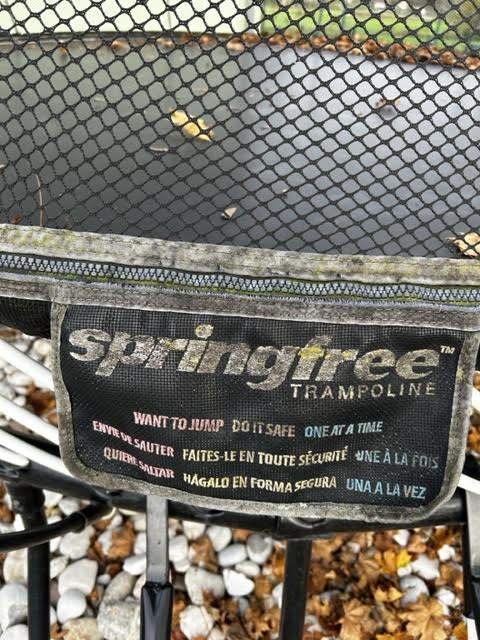 springfree™
TRAMPOLINE
WANT TO JUMP DO IT SAFE ONE AT A TIME
ENVIE DE SAUTER FAITES-LE EN TOUTE SÉCURITÉ UNE À LA FOIS
QUIERE SALTAR HÁGALO EN FORMA SEGURA UNA A LA VEZ